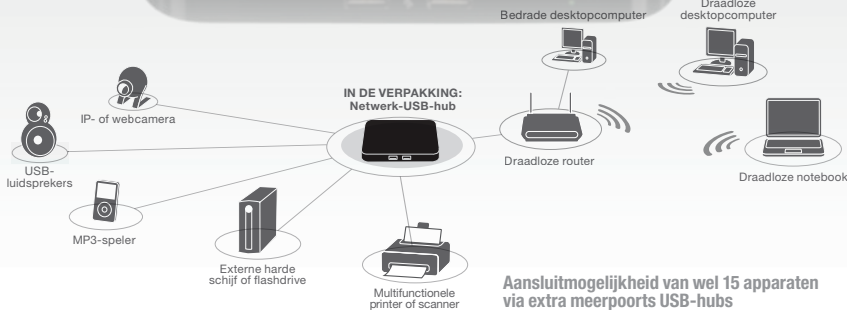 Bedrade desktopcomputer
Draadloze
desktopcomputer
IN DE VERPAKKING:
Netwerk-USB-hub
IP- of webcamera
USB-
luidsprekers
Draadloze router
Draadloze notebook
MP3-speler
Externe harde
schijf of flashdrive
Multifunctionele
printer of scanner
Aansluitmogelijkheid van wel 15 apparaten
via extra meerpoorts USB-hubs